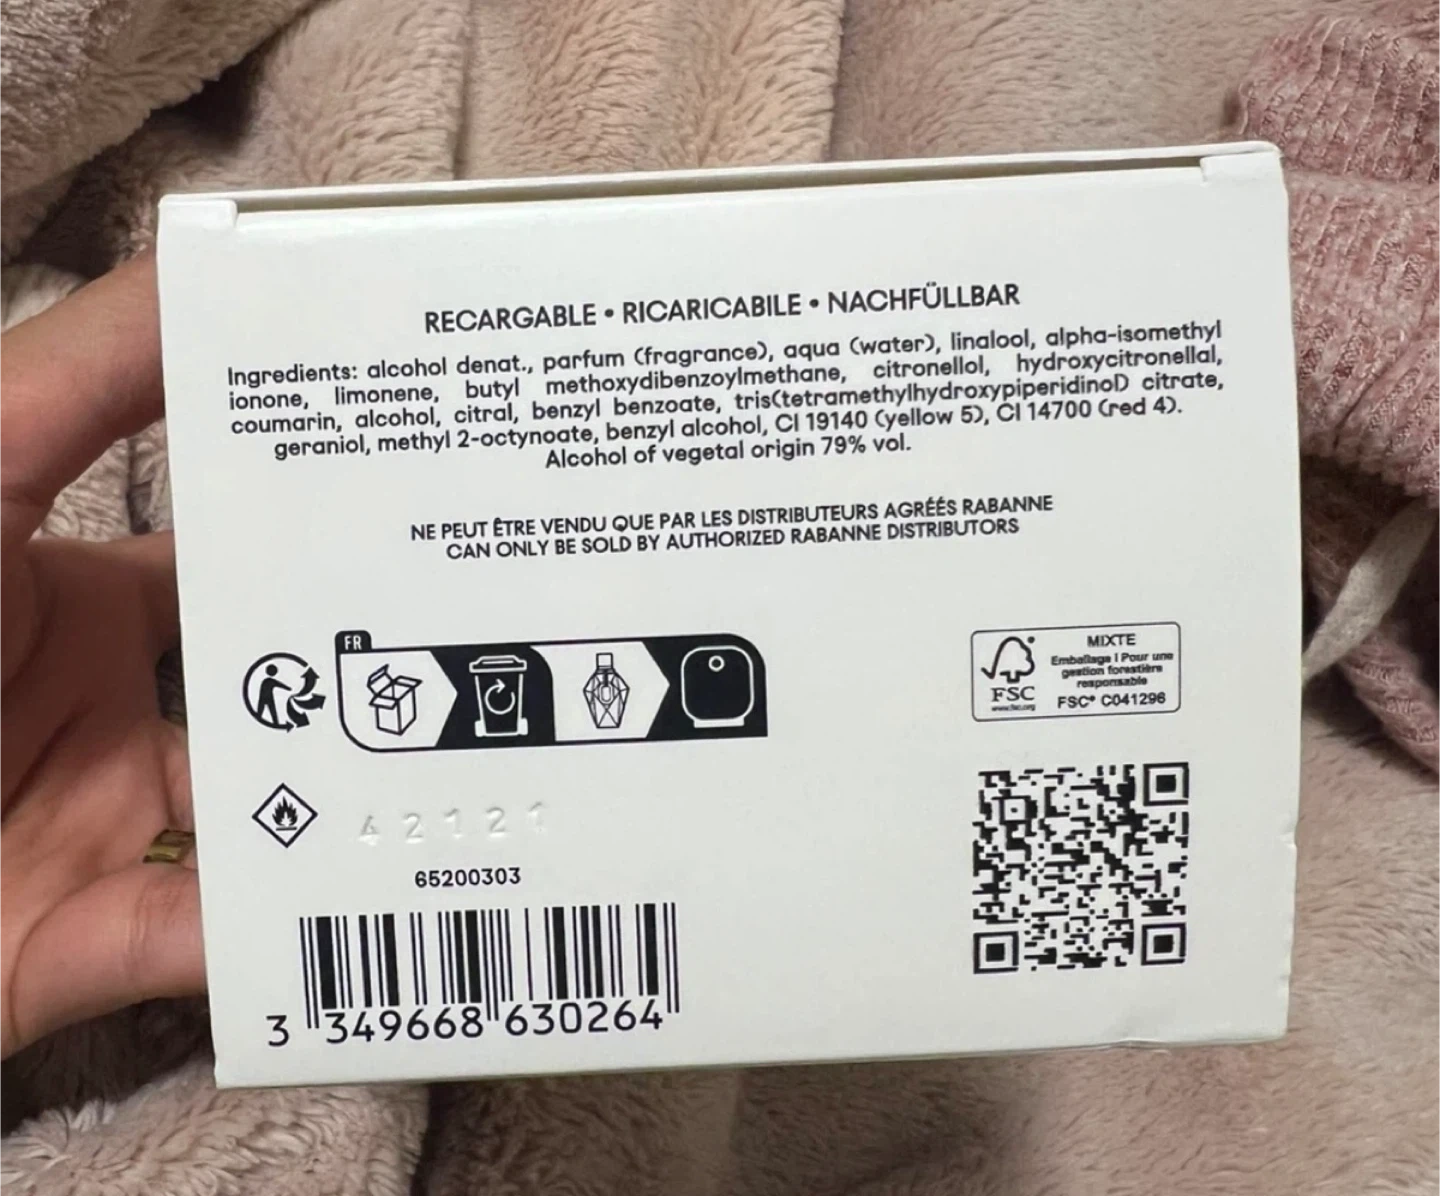 RECARGABLE • RICARICABILE • NACHFÜLLBAR
Ingredients: alcohol denat., parfum (fragrance), aqua (water), linalool, alpha-isomethyl
ionone, limonene, butyl methoxydibenzoylmethane, citronellol, hydroxycitronellal,
coumarin, alcohol, citral, benzyl benzoate, tris(tetramethylhydroxypiperidinol) citrate,
geraniol, methyl 2-octynoate, benzyl alcohol, CI 19140 (yellow 5), CI 14700 (red 4).
Alcohol of vegetal origin 79% vol.
NE PEUT ÊTRE VENDU QUE PAR LES DISTRIBUTEURS AGRÉÉS RABANNE
CAN ONLY BE SOLD BY AUTHORIZED RABANNE DISTRIBUTORS
FR
FSC
www.fsc.org
MIXTE
Emballage | Pour une
gestion forestière
responsable
FSC® C041296
42121
65200303
3 349668 630264